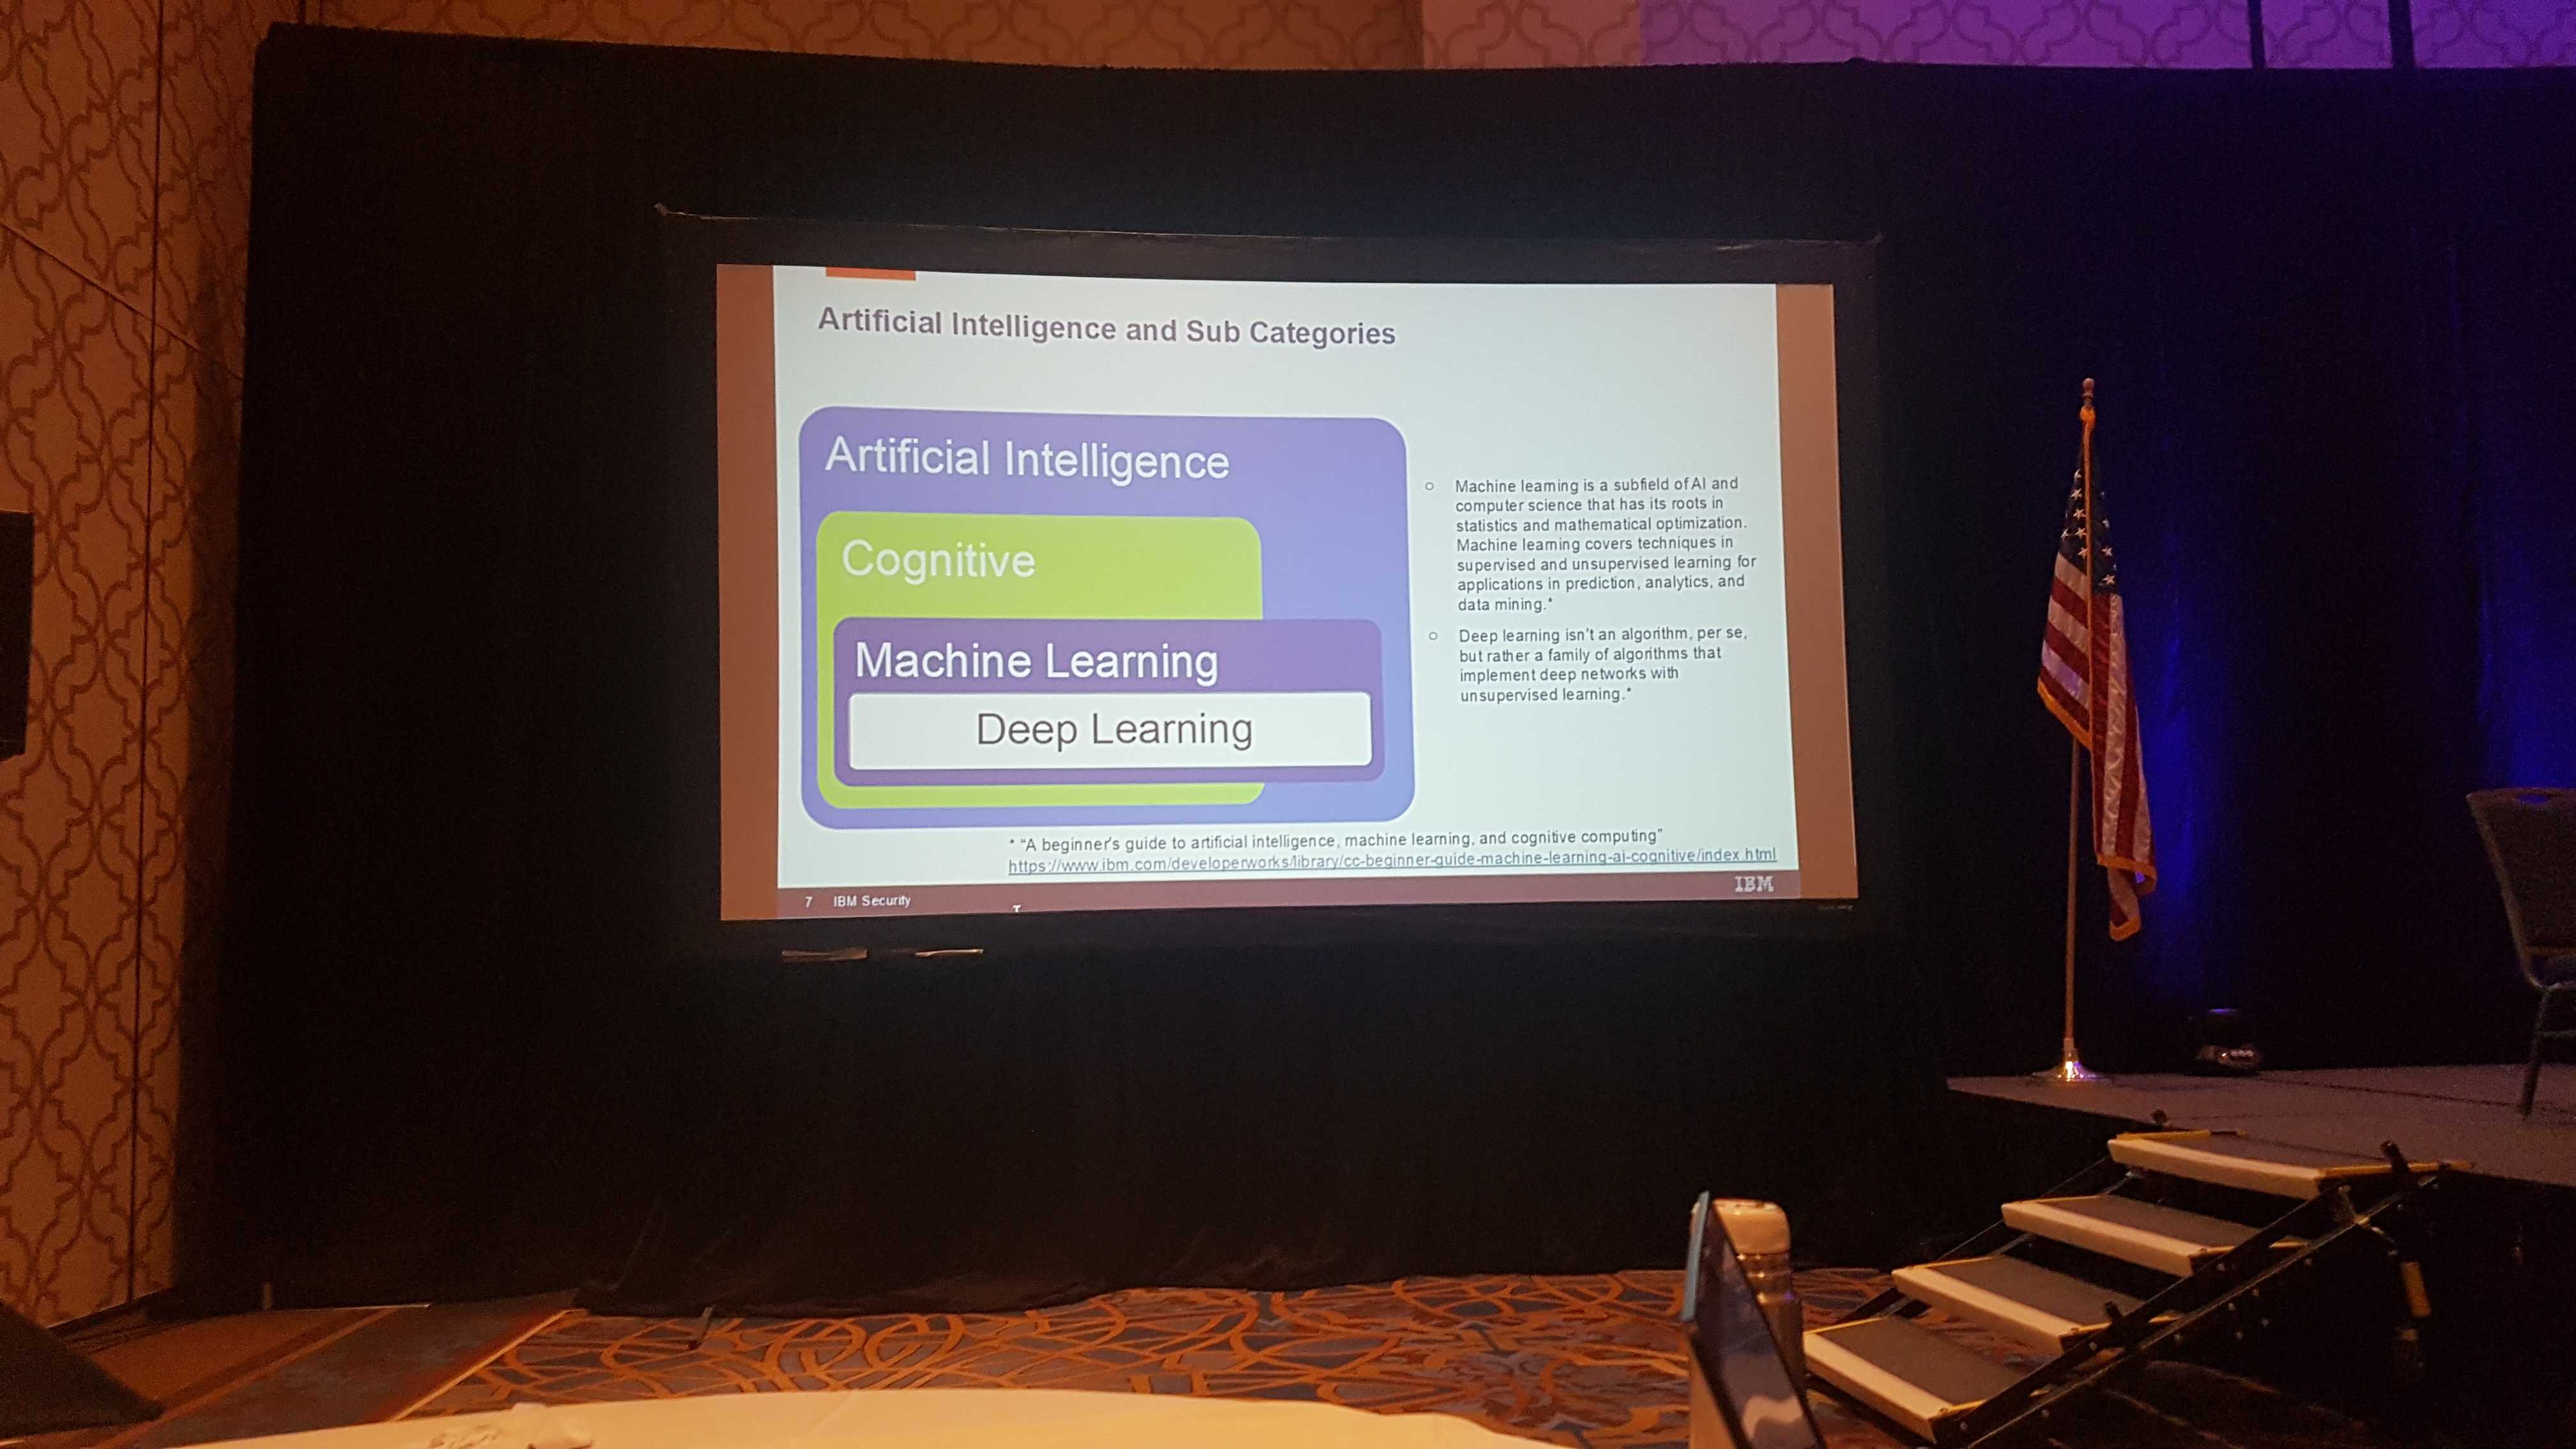 Artificial Intelligence and Sub Categories
Artificial Intelligence
Cognitive
Machine Learning
Deep Learning
○ Machine learning is a subfield of AI and
computer science that has its roots in
statistics and mathematical optimization.
Machine learning covers techniques in
supervised and unsupervised learning for
applications in prediction, analytics, and
data mining.*
○ Deep learning isn't an algorithm, per se,
but rather a family of algorithms that
implement deep networks with
unsupervised learning.*
* "A beginner's guide to artificial intelligence, machine learning, and cognitive computing"
https://www.ibm.com/developerworks/library/cc-beginner-guide-machine-learning-ai-cognitive/index.html
7 IBM Security
IBM